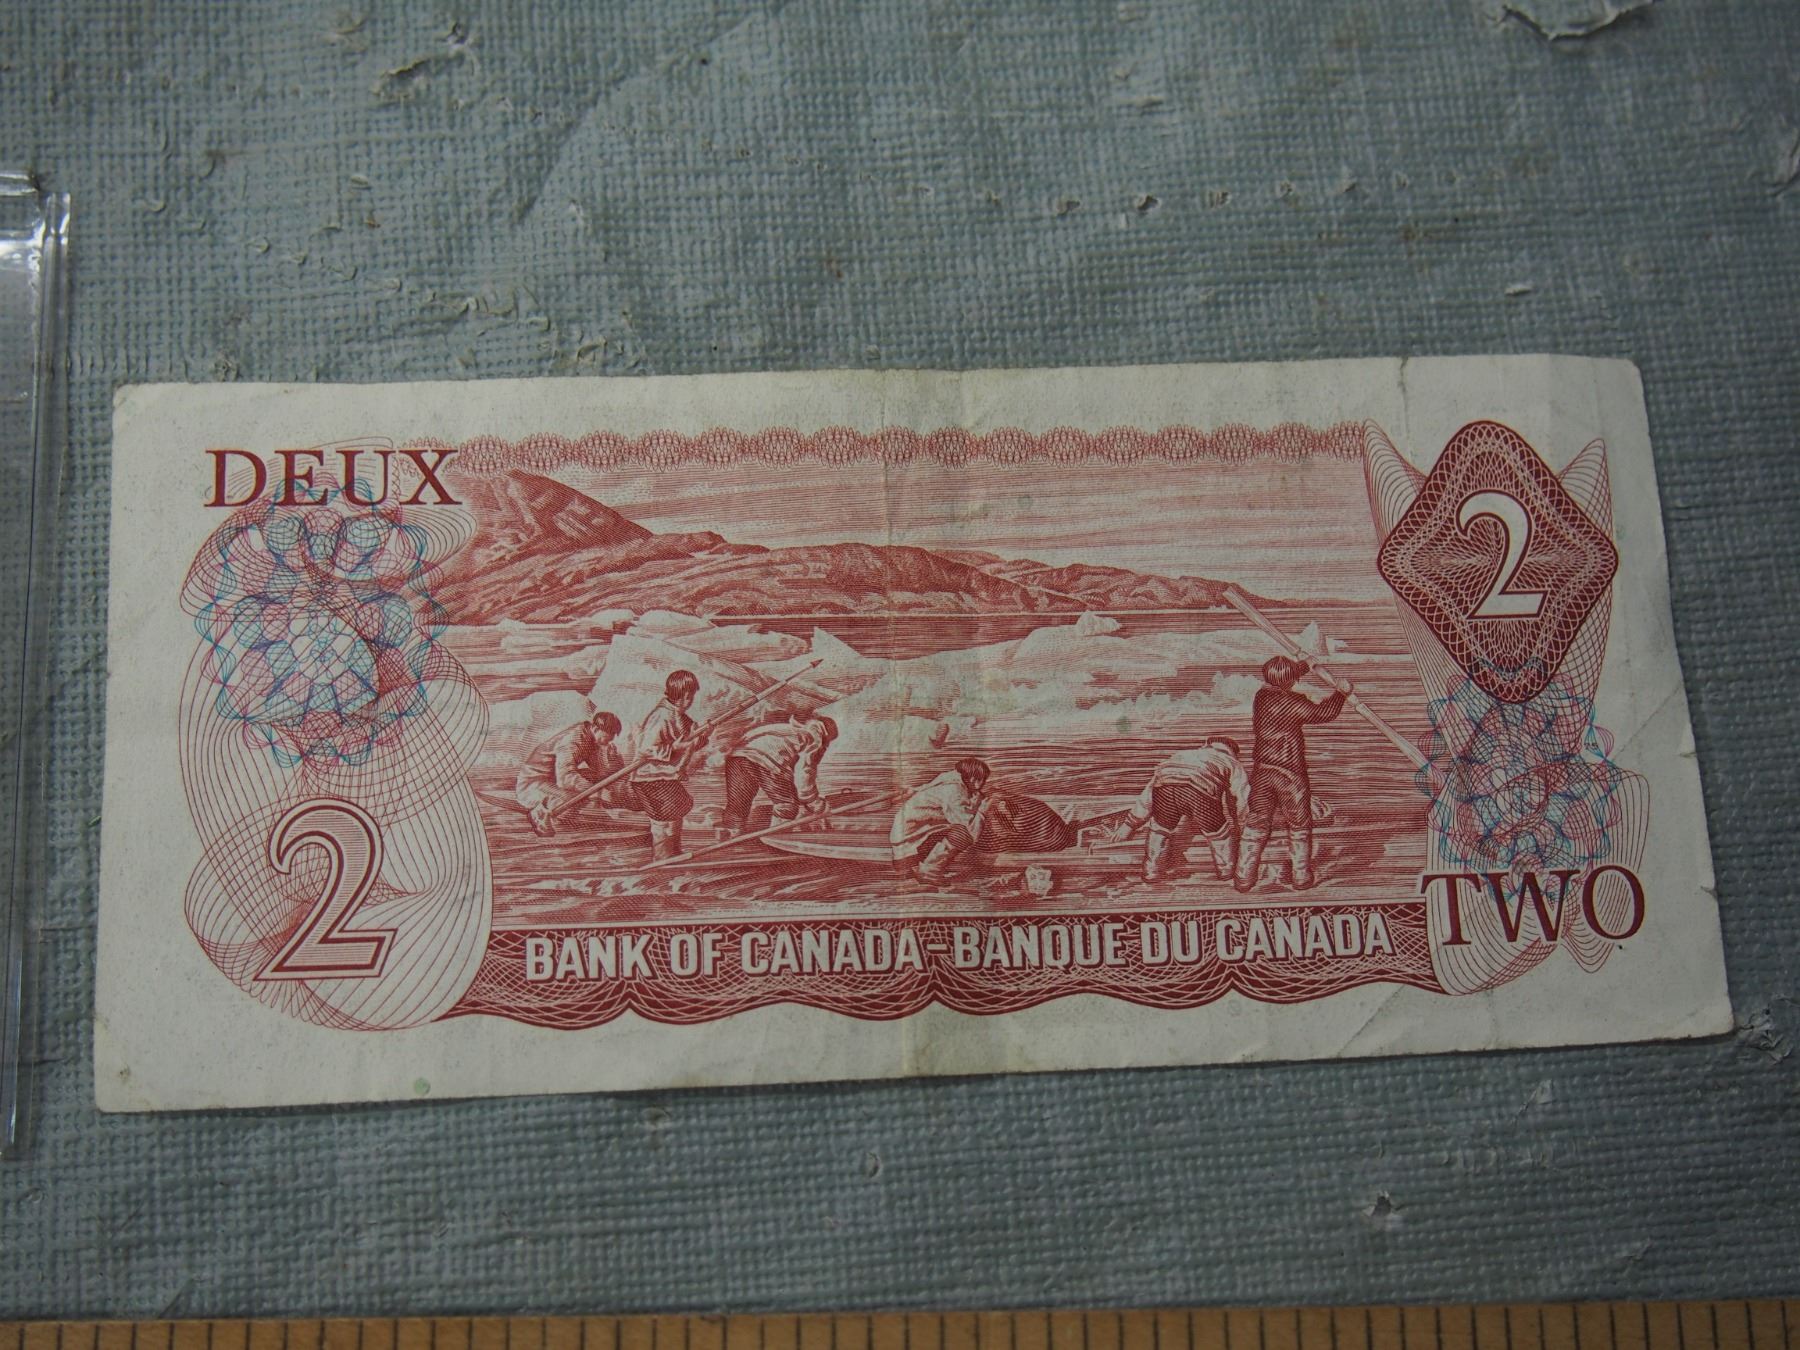 DEUX
2
2
BANK OF CANADA–BANQUE DU CANADA
TWO